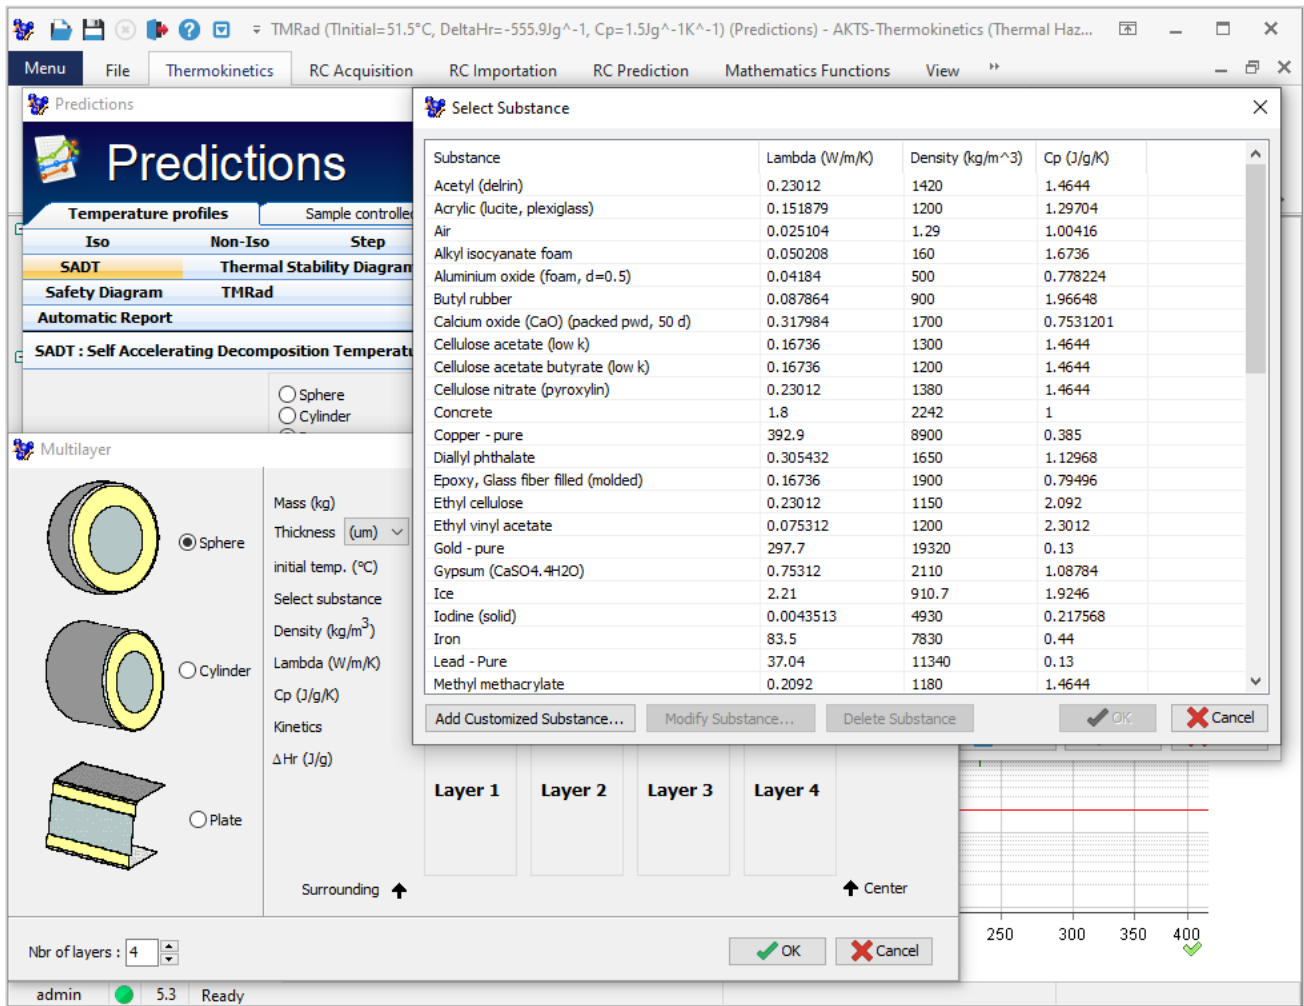 TMRad (TInitial=51.5°C, DeltaHr=-555.9Jg^-1, Cp=1.5Jg^-1K^-1) (Predictions) - AKTS-Thermokinetics (Thermal Haz...
Menu File Thermokinetics RC Acquisition RC Importation RC Prediction Mathematics Functions View
Predictions
Predictions
Temperature profiles Sample controlled
Iso Non-Iso Step
SADT Thermal Stability Diagram
Safety Diagram TMRad
Automatic Report
SADT : Self Accelerating Decomposition
Sphere
Cylinder
Select Substance
Substance Lambda (W/m/K) Density (kg/m^3) Cp (J/g/K)
Acetyl (delrin) 0.23012 1420 1.4644
Acrylic (lucite, plexiglass) 0.151879 1200 1.29704
Air 0.025104 1.29 1.00416
Alkyl isocyanate foam 0.050208 160 1.6736
Aluminium oxide (foam, d=0.5) 0.04184 500 0.778224
Butyl rubber 0.087864 900 1.96648
Calcium oxide (CaO) (packed pwd, 50 d) 0.317984 1700 0.7531201
Cellulose acetate (low k) 0.16736 1300 1.4644
Cellulose acetate butyrate (low k) 0.16736 1200 1.4644
Cellulose nitrate (pyroxylin) 0.23012 1380 1.4644
Concrete 1.8 2242 1
Copper - pure 392.9 8900 0.385
Diallyl phthalate 0.305432 1650 1.12968
Epoxy, Glass fiber filled (molded) 0.16736 1900 0.79496
Ethyl cellulose 0.23012 1150 2.092
Ethyl vinyl acetate 0.075312 1200 2.3012
Gold - pure 297.7 19320 0.13
Gypsum (CaSO4.4H2O) 0.75312 2110 1.08784
Ice 2.21 910.7 1.9246
Iodine (solid) 0.0043513 4930 0.217568
Iron 83.5 7830 0.44
Lead - Pure 37.04 11340 0.13
Methyl methacrylate 0.2092 1180 1.4644
Add Customized Substance... Modify Substance... Delete Substance OK Cancel
Multilayer
Sphere
Cylinder
Plate
Mass (kg)
Thickness (um)
initial temp. (°C)
Select substance
Density (kg/m3)
Lambda (W/m/K)
Cp (J/g/K)
Kinetics
ΔHr (J/g)
Layer 1 Layer 2 Layer 3 Layer 4
Surrounding Center
Nbr of layers : 4 OK Cancel
250 300 350 400
admin 5.3 Ready